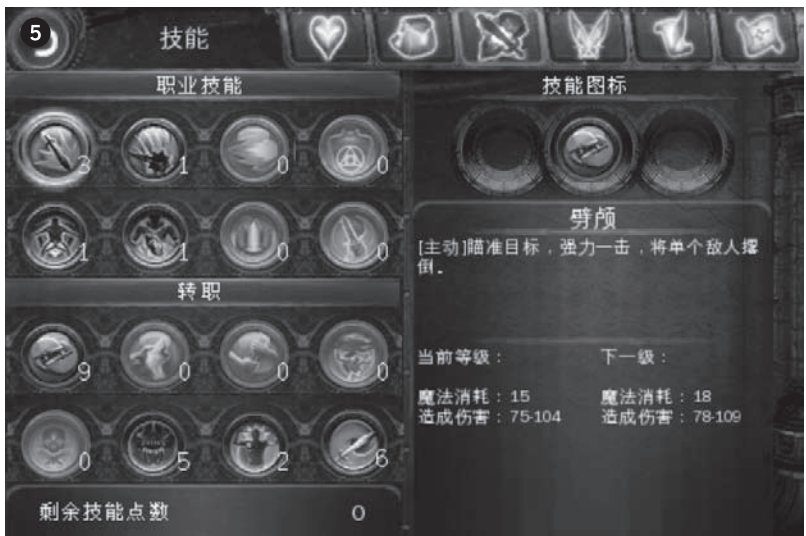 5
技能
职业技能
3 1 0 0
1 1 0 0
转职
9 0 0 0
0 5 2 6
剩余技能点数 0
技能图标
劈颅
[主动]瞄准目标，强力一击，将单个敌人撂
倒。
当前等级： 下一级：
魔法消耗：15 魔法消耗：18
造成伤害：75-104 造成伤害：78-109